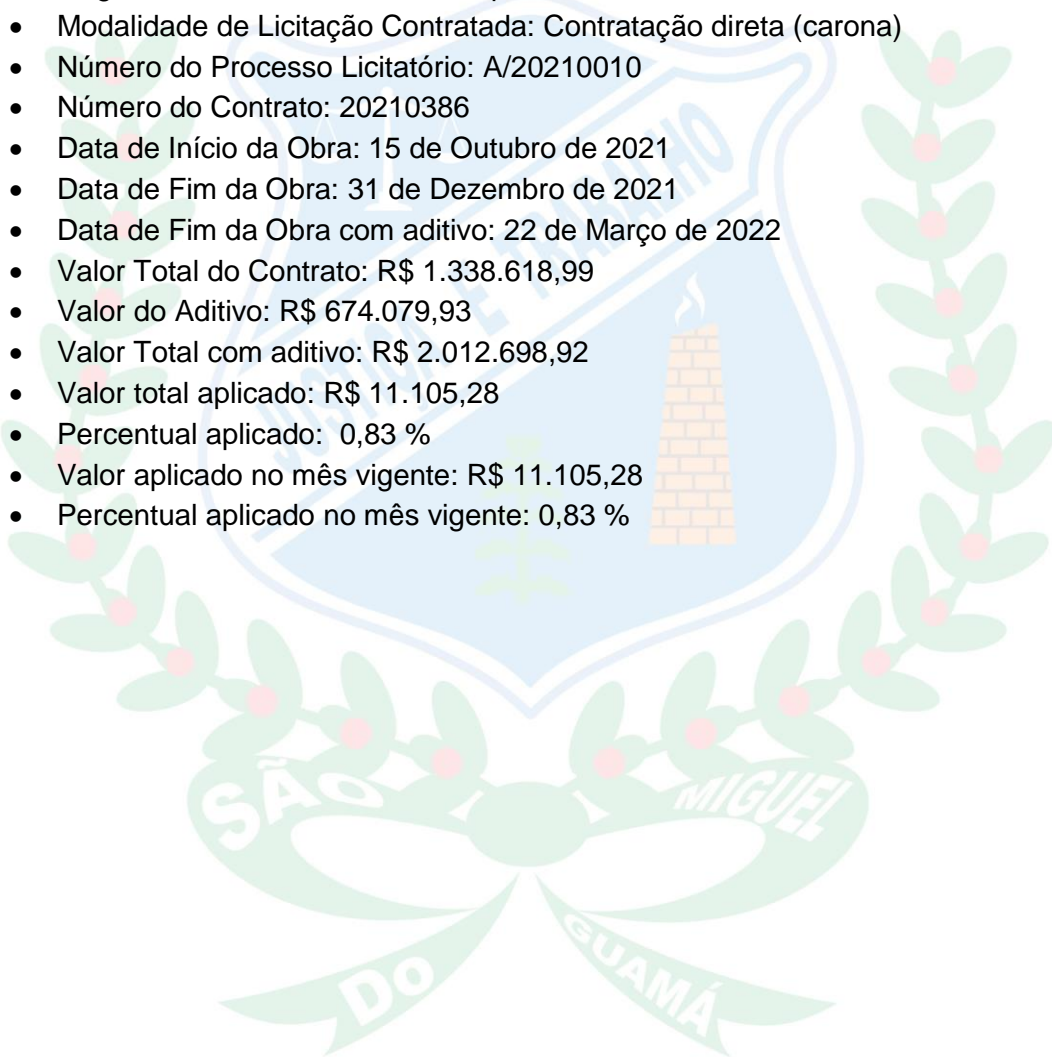 • Modalidade de Licitação Contratada: Contratação direta (carona)
• Número do Processo Licitatório: A/20210010
• Número do Contrato: 20210386
• Data de Início da Obra: 15 de Outubro de 2021
• Data de Fim da Obra: 31 de Dezembro de 2021
• Data de Fim da Obra com aditivo: 22 de Março de 2022
• Valor Total do Contrato: R$ 1.338.618,99
• Valor do Aditivo: R$ 674.079,93
• Valor Total com aditivo: R$ 2.012.698,92
• Valor total aplicado: R$ 11.105,28
• Percentual aplicado: 0,83 %
• Valor aplicado no mês vigente: R$ 11.105,28
• Percentual aplicado no mês vigente: 0,83 %
JUSTIÇA E TRABALHO
SÃO MIGUEL
DO GUAMÁ